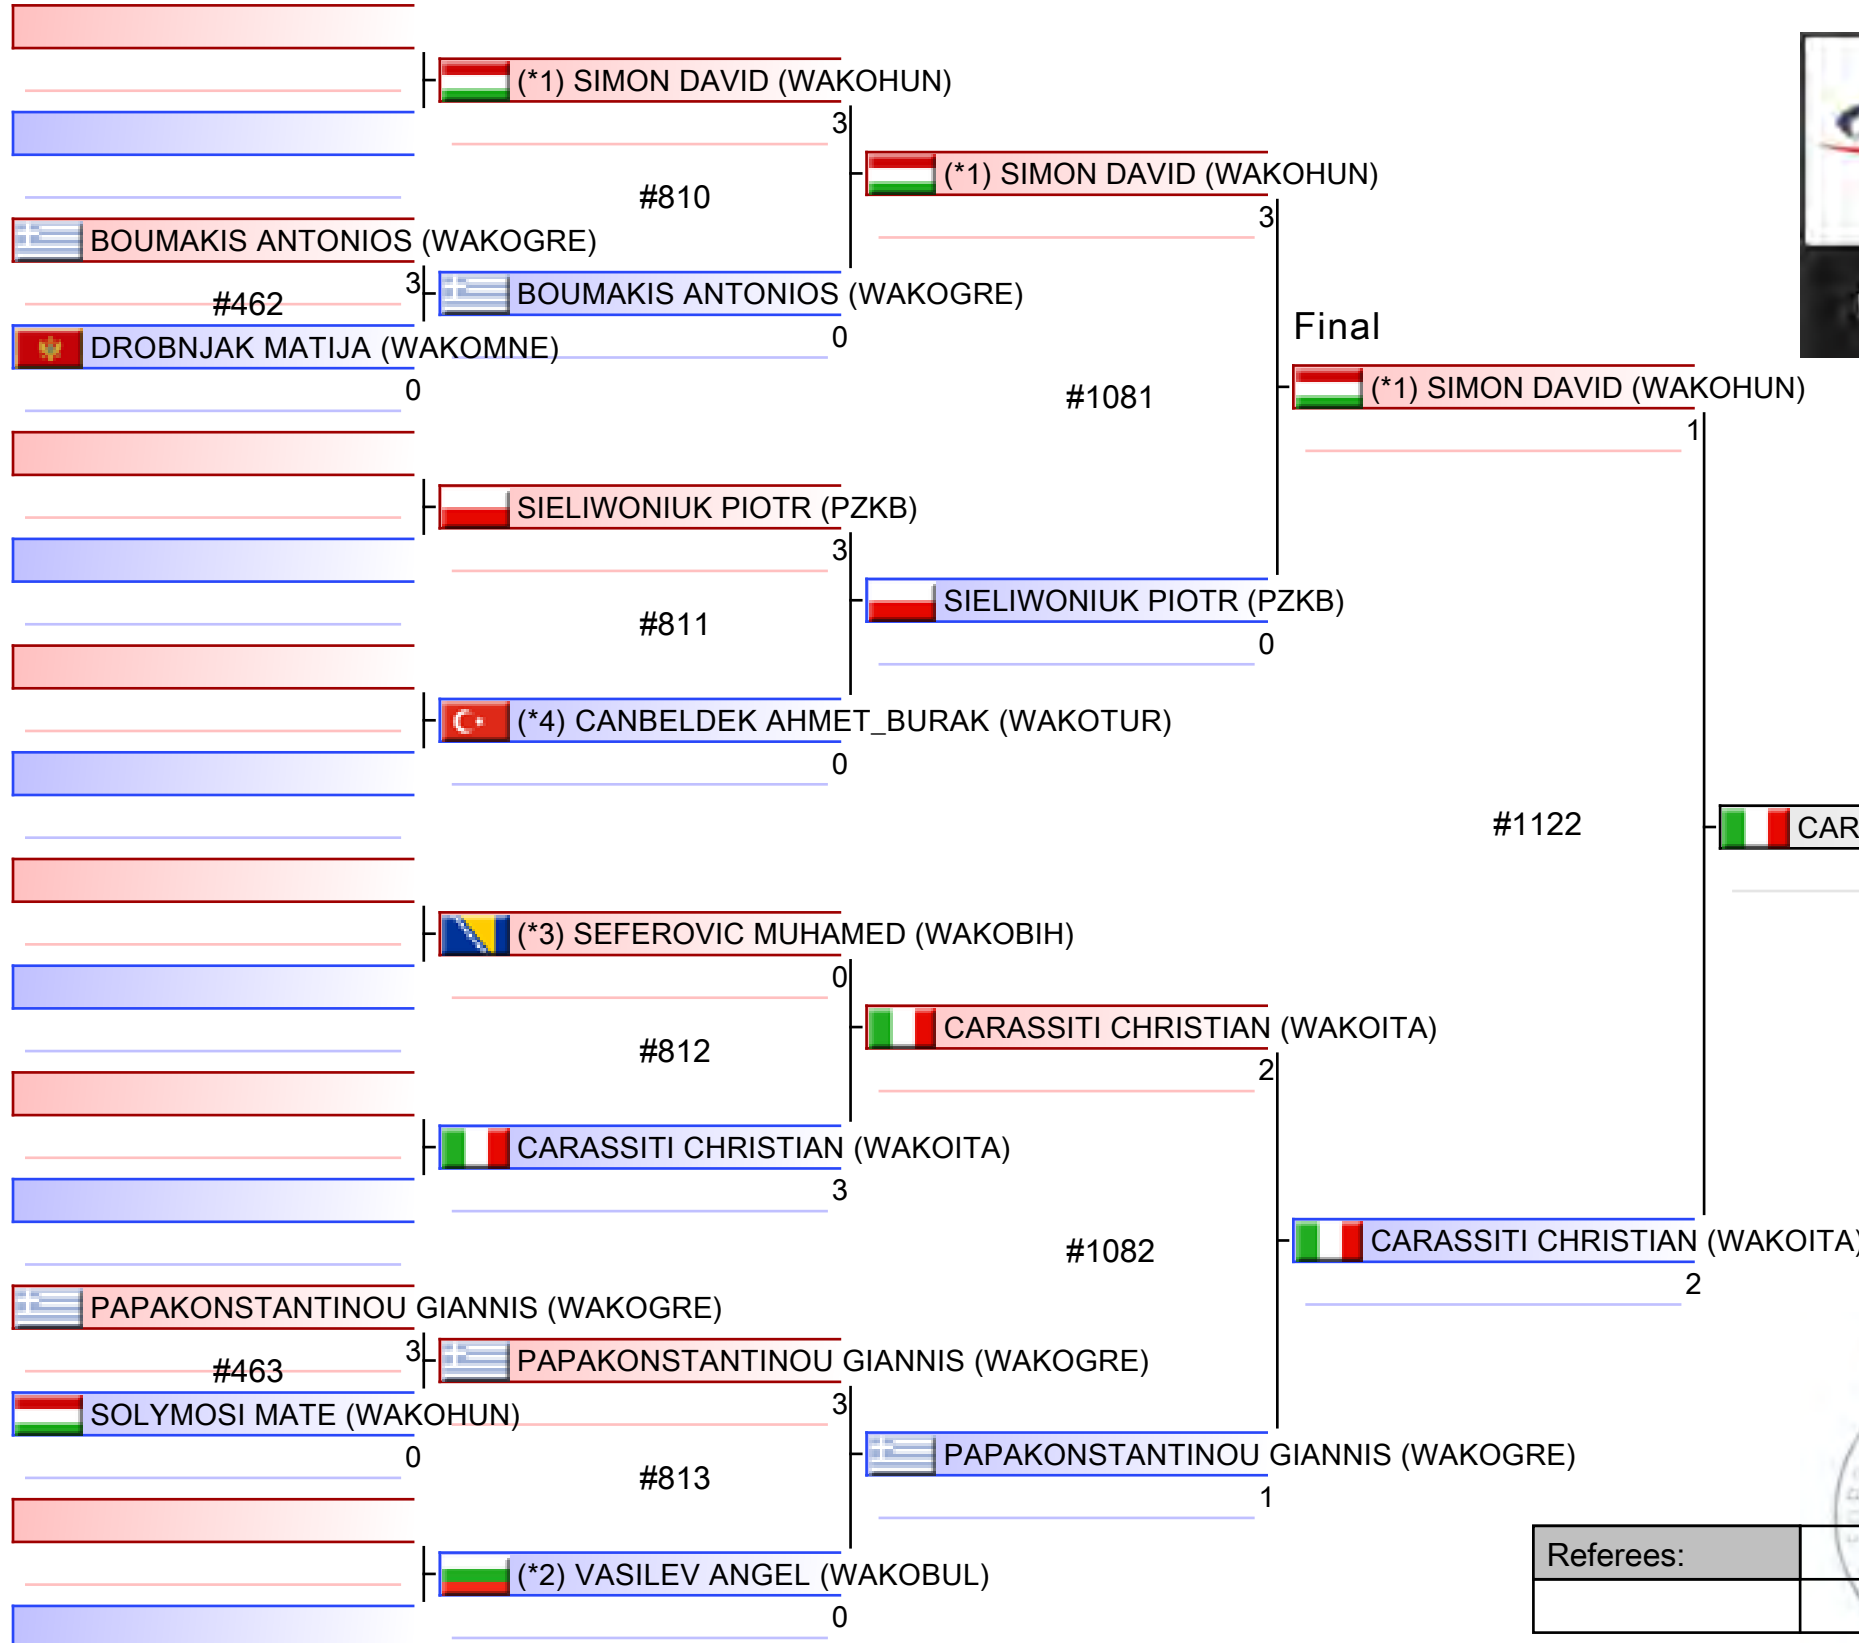 (*1) SIMON DAVID (WAKOHUN)
3
(*1) SIMON DAVID (WAKOHUN)
#810
3
BOUMAKIS ANTONIOS (WAKOGRE)
3
#462
BOUMAKIS ANTONIOS (WAKOGRE)
0
Final
DROBNJAK MATIJA (WAKOMNE)
0
#1081
(*1) SIMON DAVID (WAKOHUN)
1
SIELIWONIUK PIOTR (PZKB)
3
SIELIWONIUK PIOTR (PZKB)
#811
0
(*4) CANBELDEK AHMET_BURAK (WAKOTUR)
0
#1122
CAR
(*3) SEFEROVIC MUHAMED (WAKOBIH)
0
CARASSITI CHRISTIAN (WAKOITA)
#812
2
CARASSITI CHRISTIAN (WAKOITA)
3
#1082
CARASSITI CHRISTIAN (WAKOITA)
2
PAPAKONSTANTINOU GIANNIS (WAKOGRE)
3
#463
PAPAKONSTANTINOU GIANNIS (WAKOGRE)
3
SOLYMOSI MATE (WAKOHUN)
0
PAPAKONSTANTINOU GIANNIS (WAKOGRE)
#813
1
Referees:
(*2) VASILEV ANGEL (WAKOBUL)
0